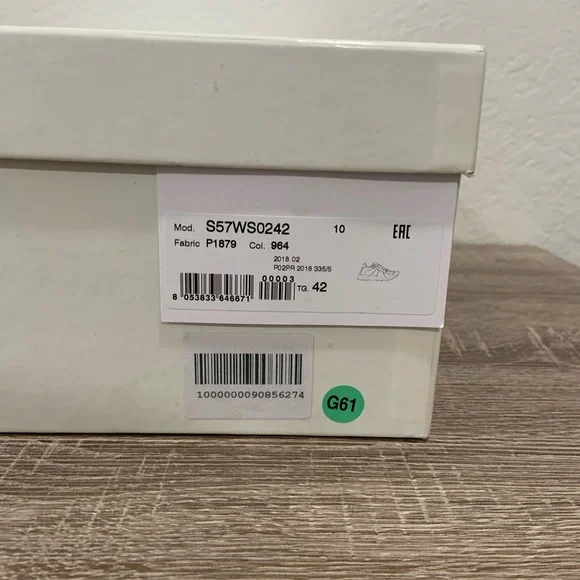 Mod. S57WS0242 10 EAC
Fabric P1879 Col. 964
2018 02
P02PR 2018 335/5
00003
8 053833 646671 TG. 42
1000000090856274
G61